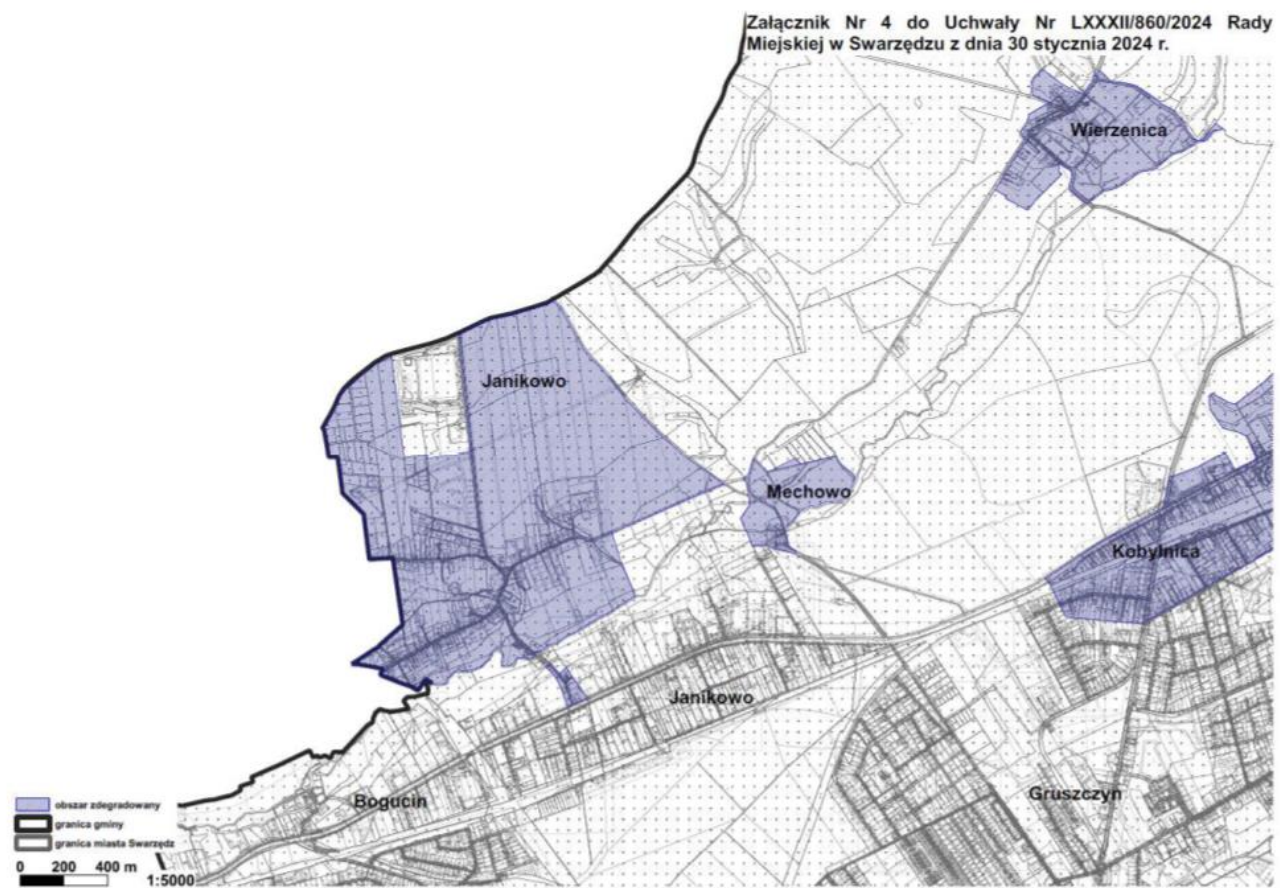 Załącznik Nr 4 do Uchwały Nr LXXXII/860/2024 Rady
Miejskiej w Swarzędzu z dnia 30 stycznia 2024 r.
Wierzenica
Janikowo
Mechowo
Kobylnica
Janikowo
Bogucin
Gruszczyn
obszar zdegradowany
granica gminy
granica miasta Swarzędz
0 200 400 m
1:5000